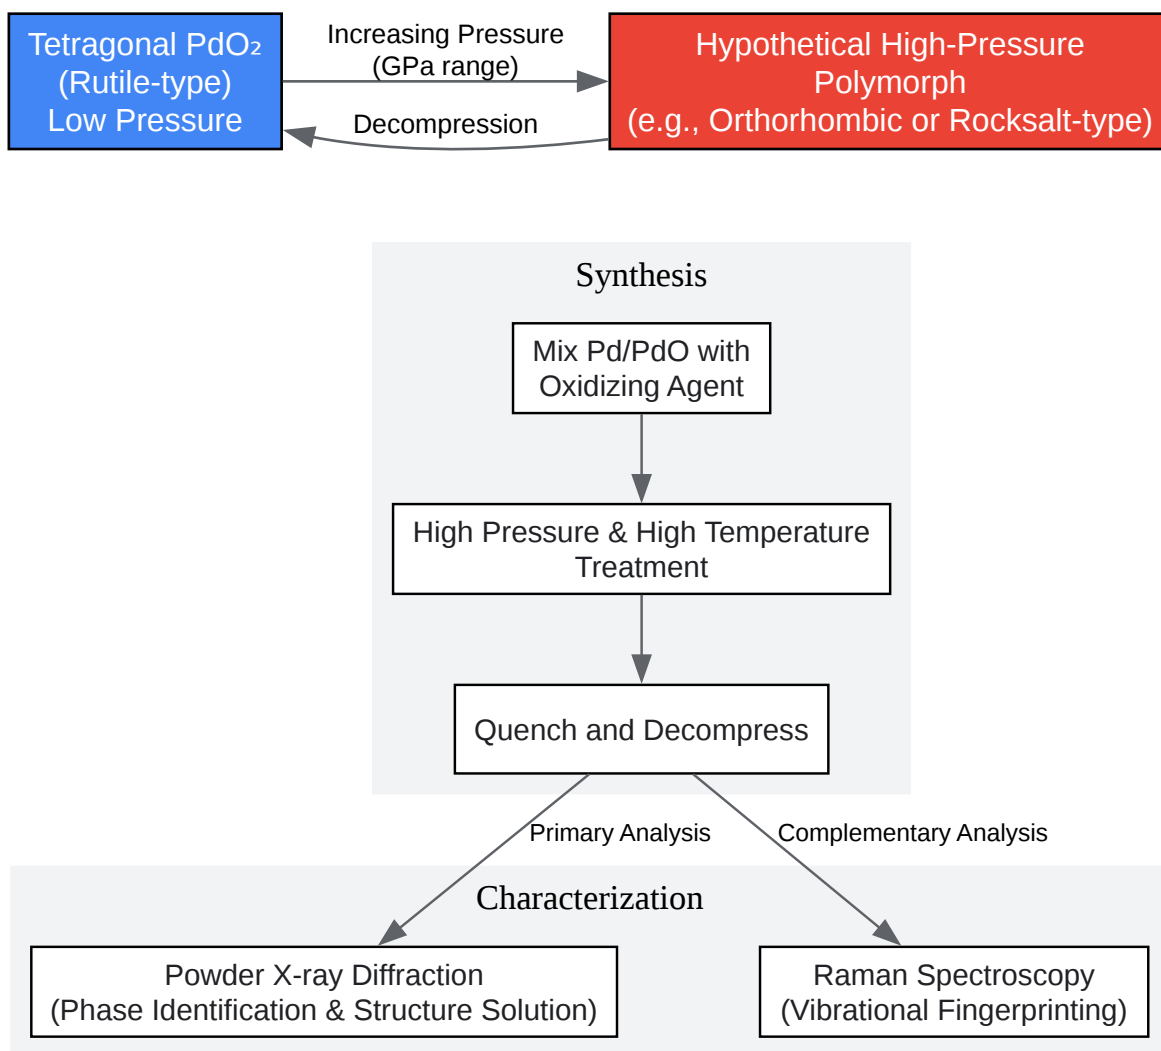 Tetragonal PdO₂
(Rutile-type)
Low Pressure
Increasing Pressure
(GPa range)
Decompression
Hypothetical High-Pressure
Polymorph
(e.g., Orthorhombic or Rocksalt-type)
Synthesis
Mix Pd/PdO with
Oxidizing Agent
High Pressure & High Temperature
Treatment
Quench and Decompress
Primary Analysis
Complementary Analysis
Characterization
Powder X-ray Diffraction
(Phase Identification & Structure Solution)
Raman Spectroscopy
(Vibrational Fingerprinting)